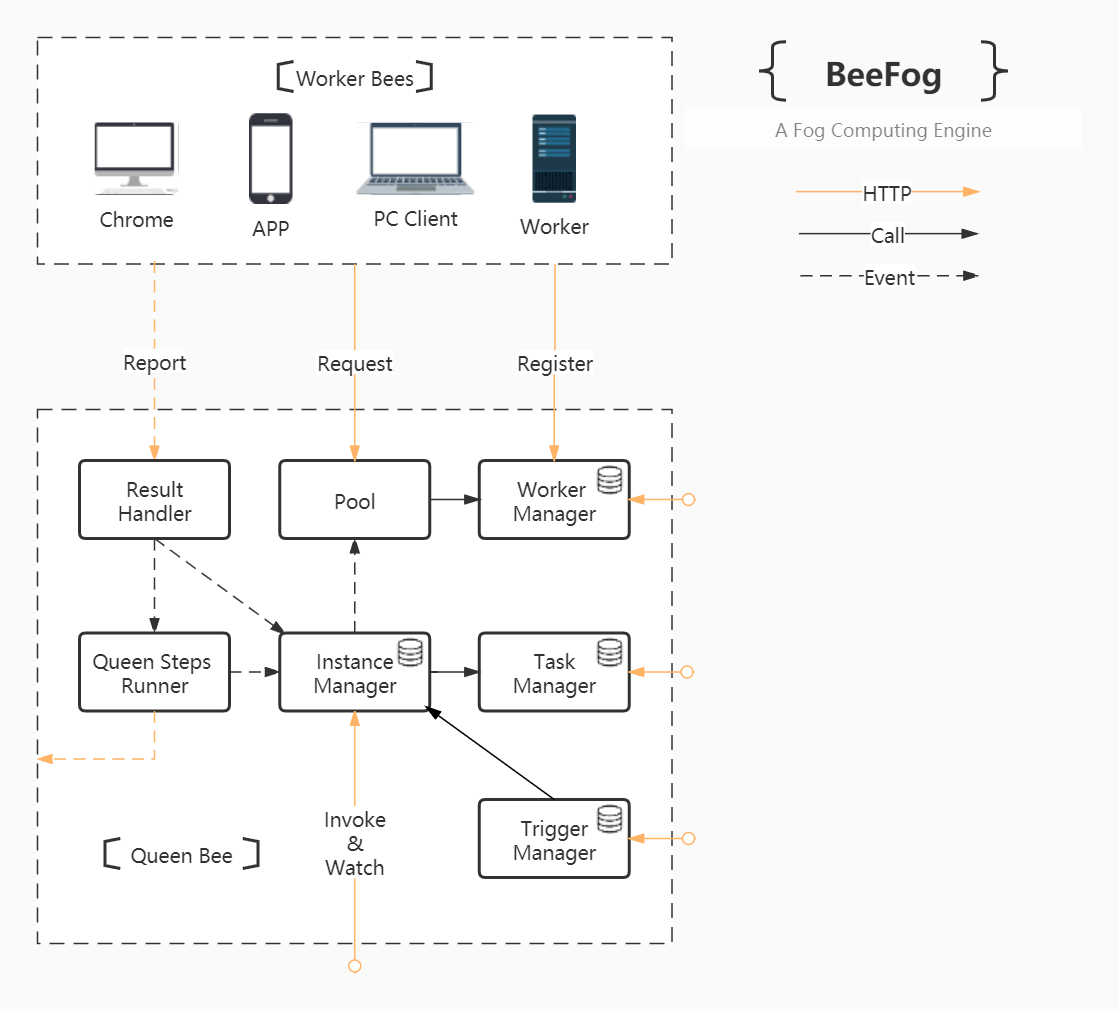 Worker Bees
BeeFog
A Fog Computing Engine
Chrome
APP
PC Client
Worker
HTTP
Call
Event
Report
Request
Register
Result
Handler
Pool
Worker
Manager
Queen Steps
Runner
Instance
Manager
Task
Manager
Invoke
&
Watch
Trigger
Manager
Queen Bee